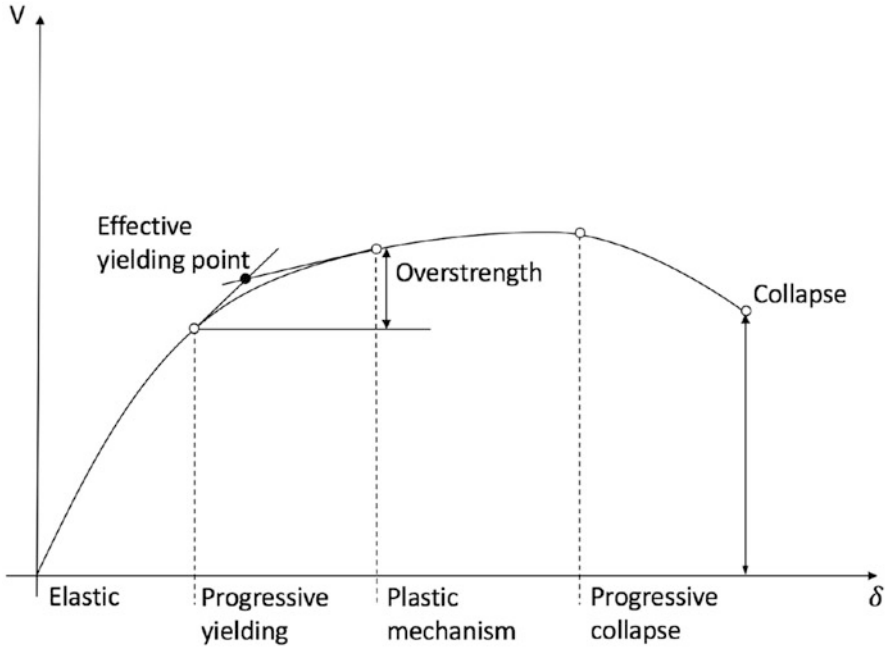 V
Effective
yielding point
Overstrength
Collapse
Elastic
Progressive
yielding
Plastic
mechanism
Progressive
collapse
δ